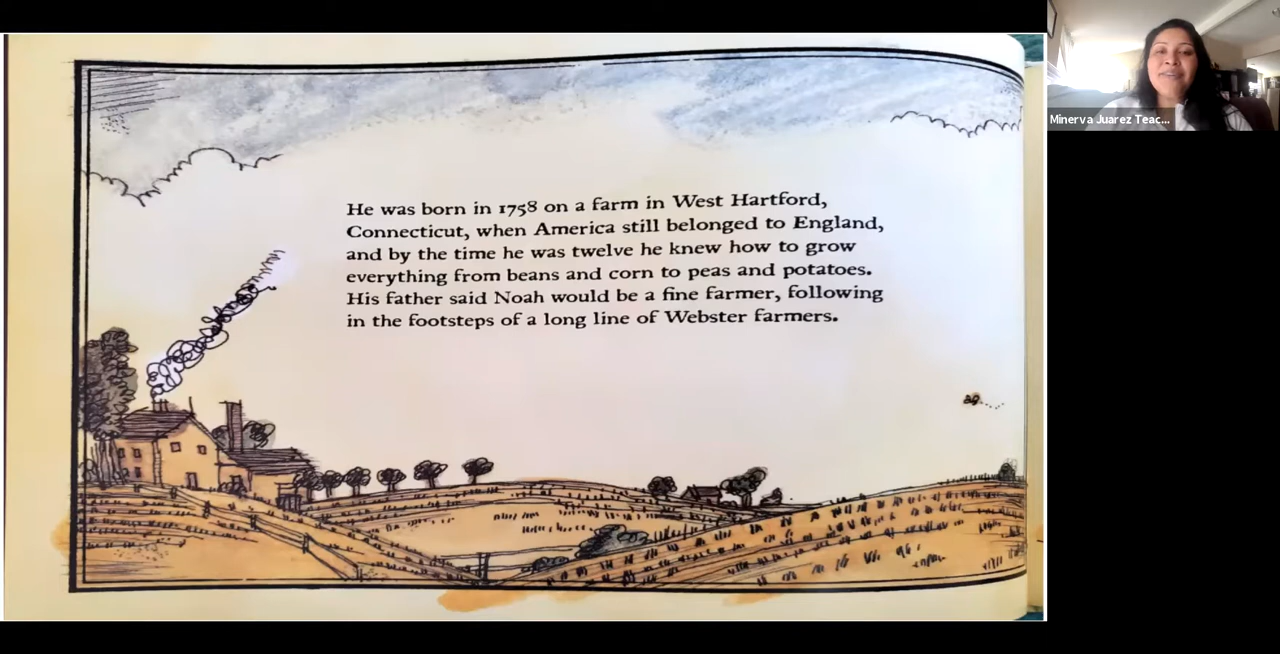 He was born in 1758 on a farm in West Hartford,
Connecticut, when America still belonged to England,
and by the time he was twelve he knew how to grow
everything from beans and corn to peas and potatoes.
His father said Noah would be a fine farmer, following
in the footsteps of a long line of Webster farmers.
Minerva Juarez Teac...